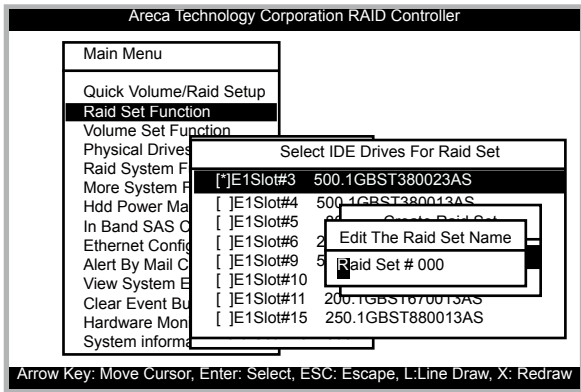 Areca Technology Corporation RAID Controller
Main Menu
Quick Volume/Raid Setup
Raid Set Function
Volume Set Function
Physical Drives
Raid System F
More System F
Hdd Power Ma
In Band SAS C
Ethernet Config
Alert By Mail C
View System E
Clear Event Bu
Hardware Mon
System informa
Select IDE Drives For Raid Set
[*]E1Slot#3 500.1GBST380023AS
[ ]E1Slot#4 500.1GBST380013AS
[ ]E1Slot#5
[ ]E1Slot#6 2
[ ]E1Slot#9 5
[ ]E1Slot#10
[ ]E1Slot#11 200.1GBST1670013AS
[ ]E1Slot#15 250.1GBST880013AS
Create Raid Set
Edit The Raid Set Name
Raid Set # 000
Arrow Key: Move Cursor, Enter: Select, ESC: Escape, L:Line Draw, X: Redraw